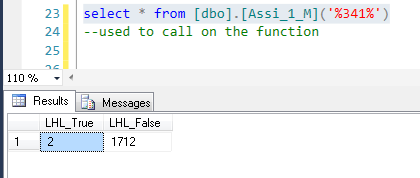 23 select * from [dbo].[Assi_1_M]('%341%')
24 --used to call on the function
25
110 %
Results Messages
LHL_True LHL_False
1 2 1712